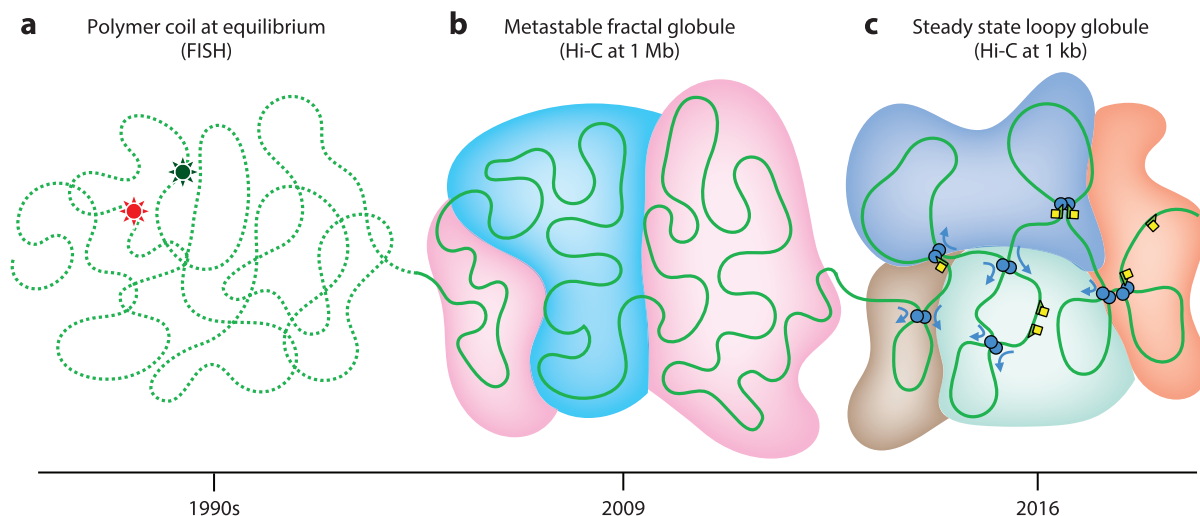 a
Polymer coil at equilibrium
(FISH)
b
Metastable fractal globule
(Hi-C at 1 Mb)
c
Steady state loopy globule
(Hi-C at 1 kb)
1990s
2009
2016